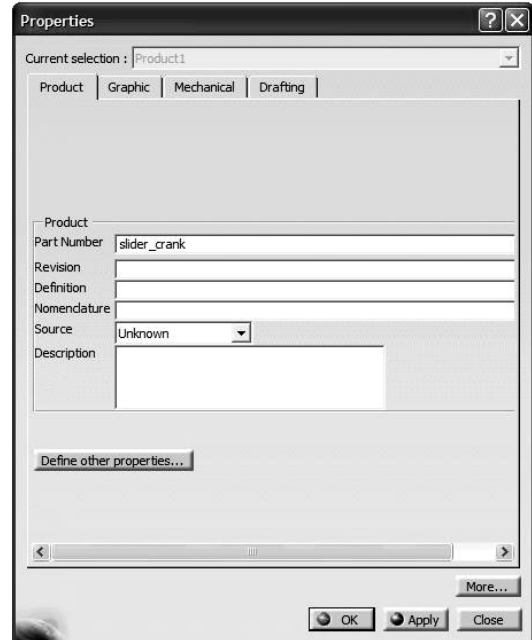 Properties
Current selection : Product1
Product Graphic Mechanical Drafting
Product
Part Number slider_crank
Revision
Definition
Nomenclature
Source Unknown
Description
Define other properties...
More...
OK Apply Close